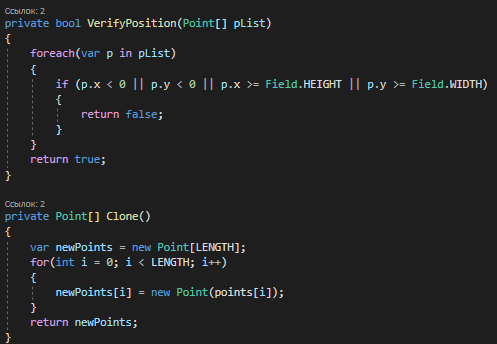 Ссылок: 2
private bool VerifyPosition(Point[] pList)
{
    foreach(var p in pList)
    {
        if (p.x < 0 || p.y < 0 || p.x >= Field.HEIGHT || p.y >= Field.WIDTH)
        {
            return false;
        }
    }
    return true;
}
Ссылок: 2
private Point[] Clone()
{
    var newPoints = new Point[LENGTH];
    for(int i = 0; i < LENGTH; i++)
    {
        newPoints[i] = new Point(points[i]);
    }
    return newPoints;
}